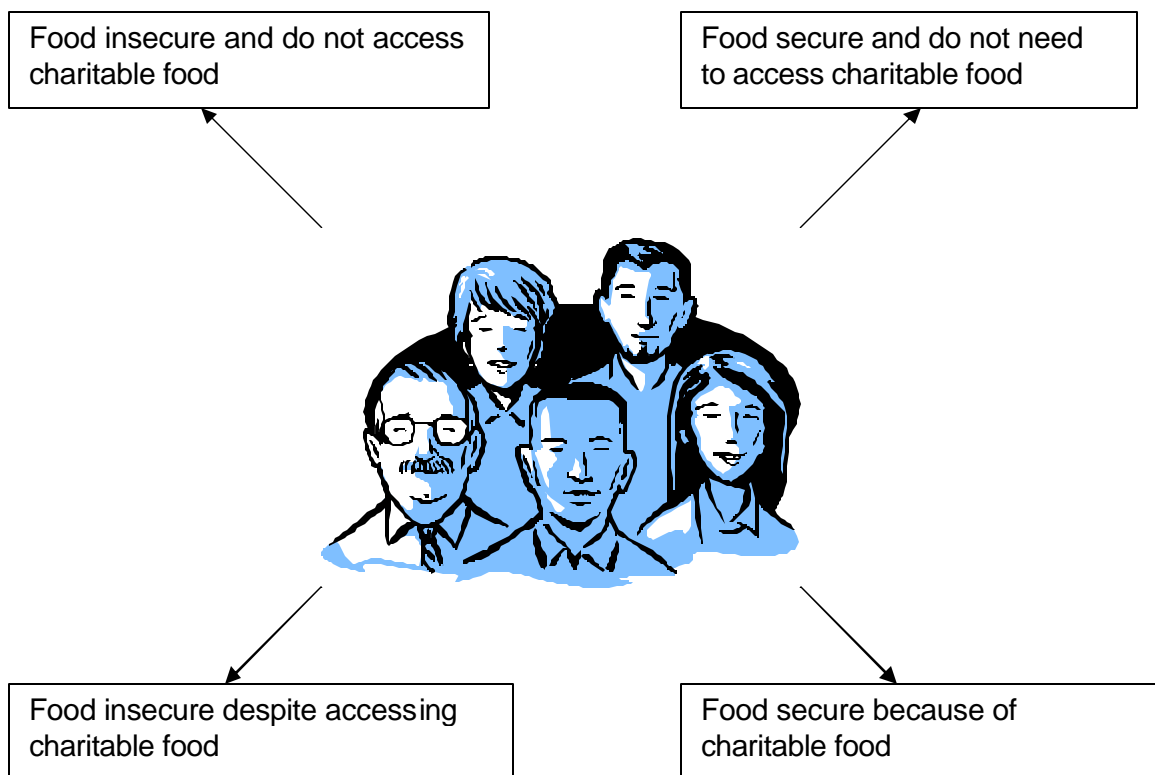 Food insecure and do not access
charitable food
Food secure and do not need
to access charitable food
Food insecure despite accessing
charitable food
Food secure because of
charitable food